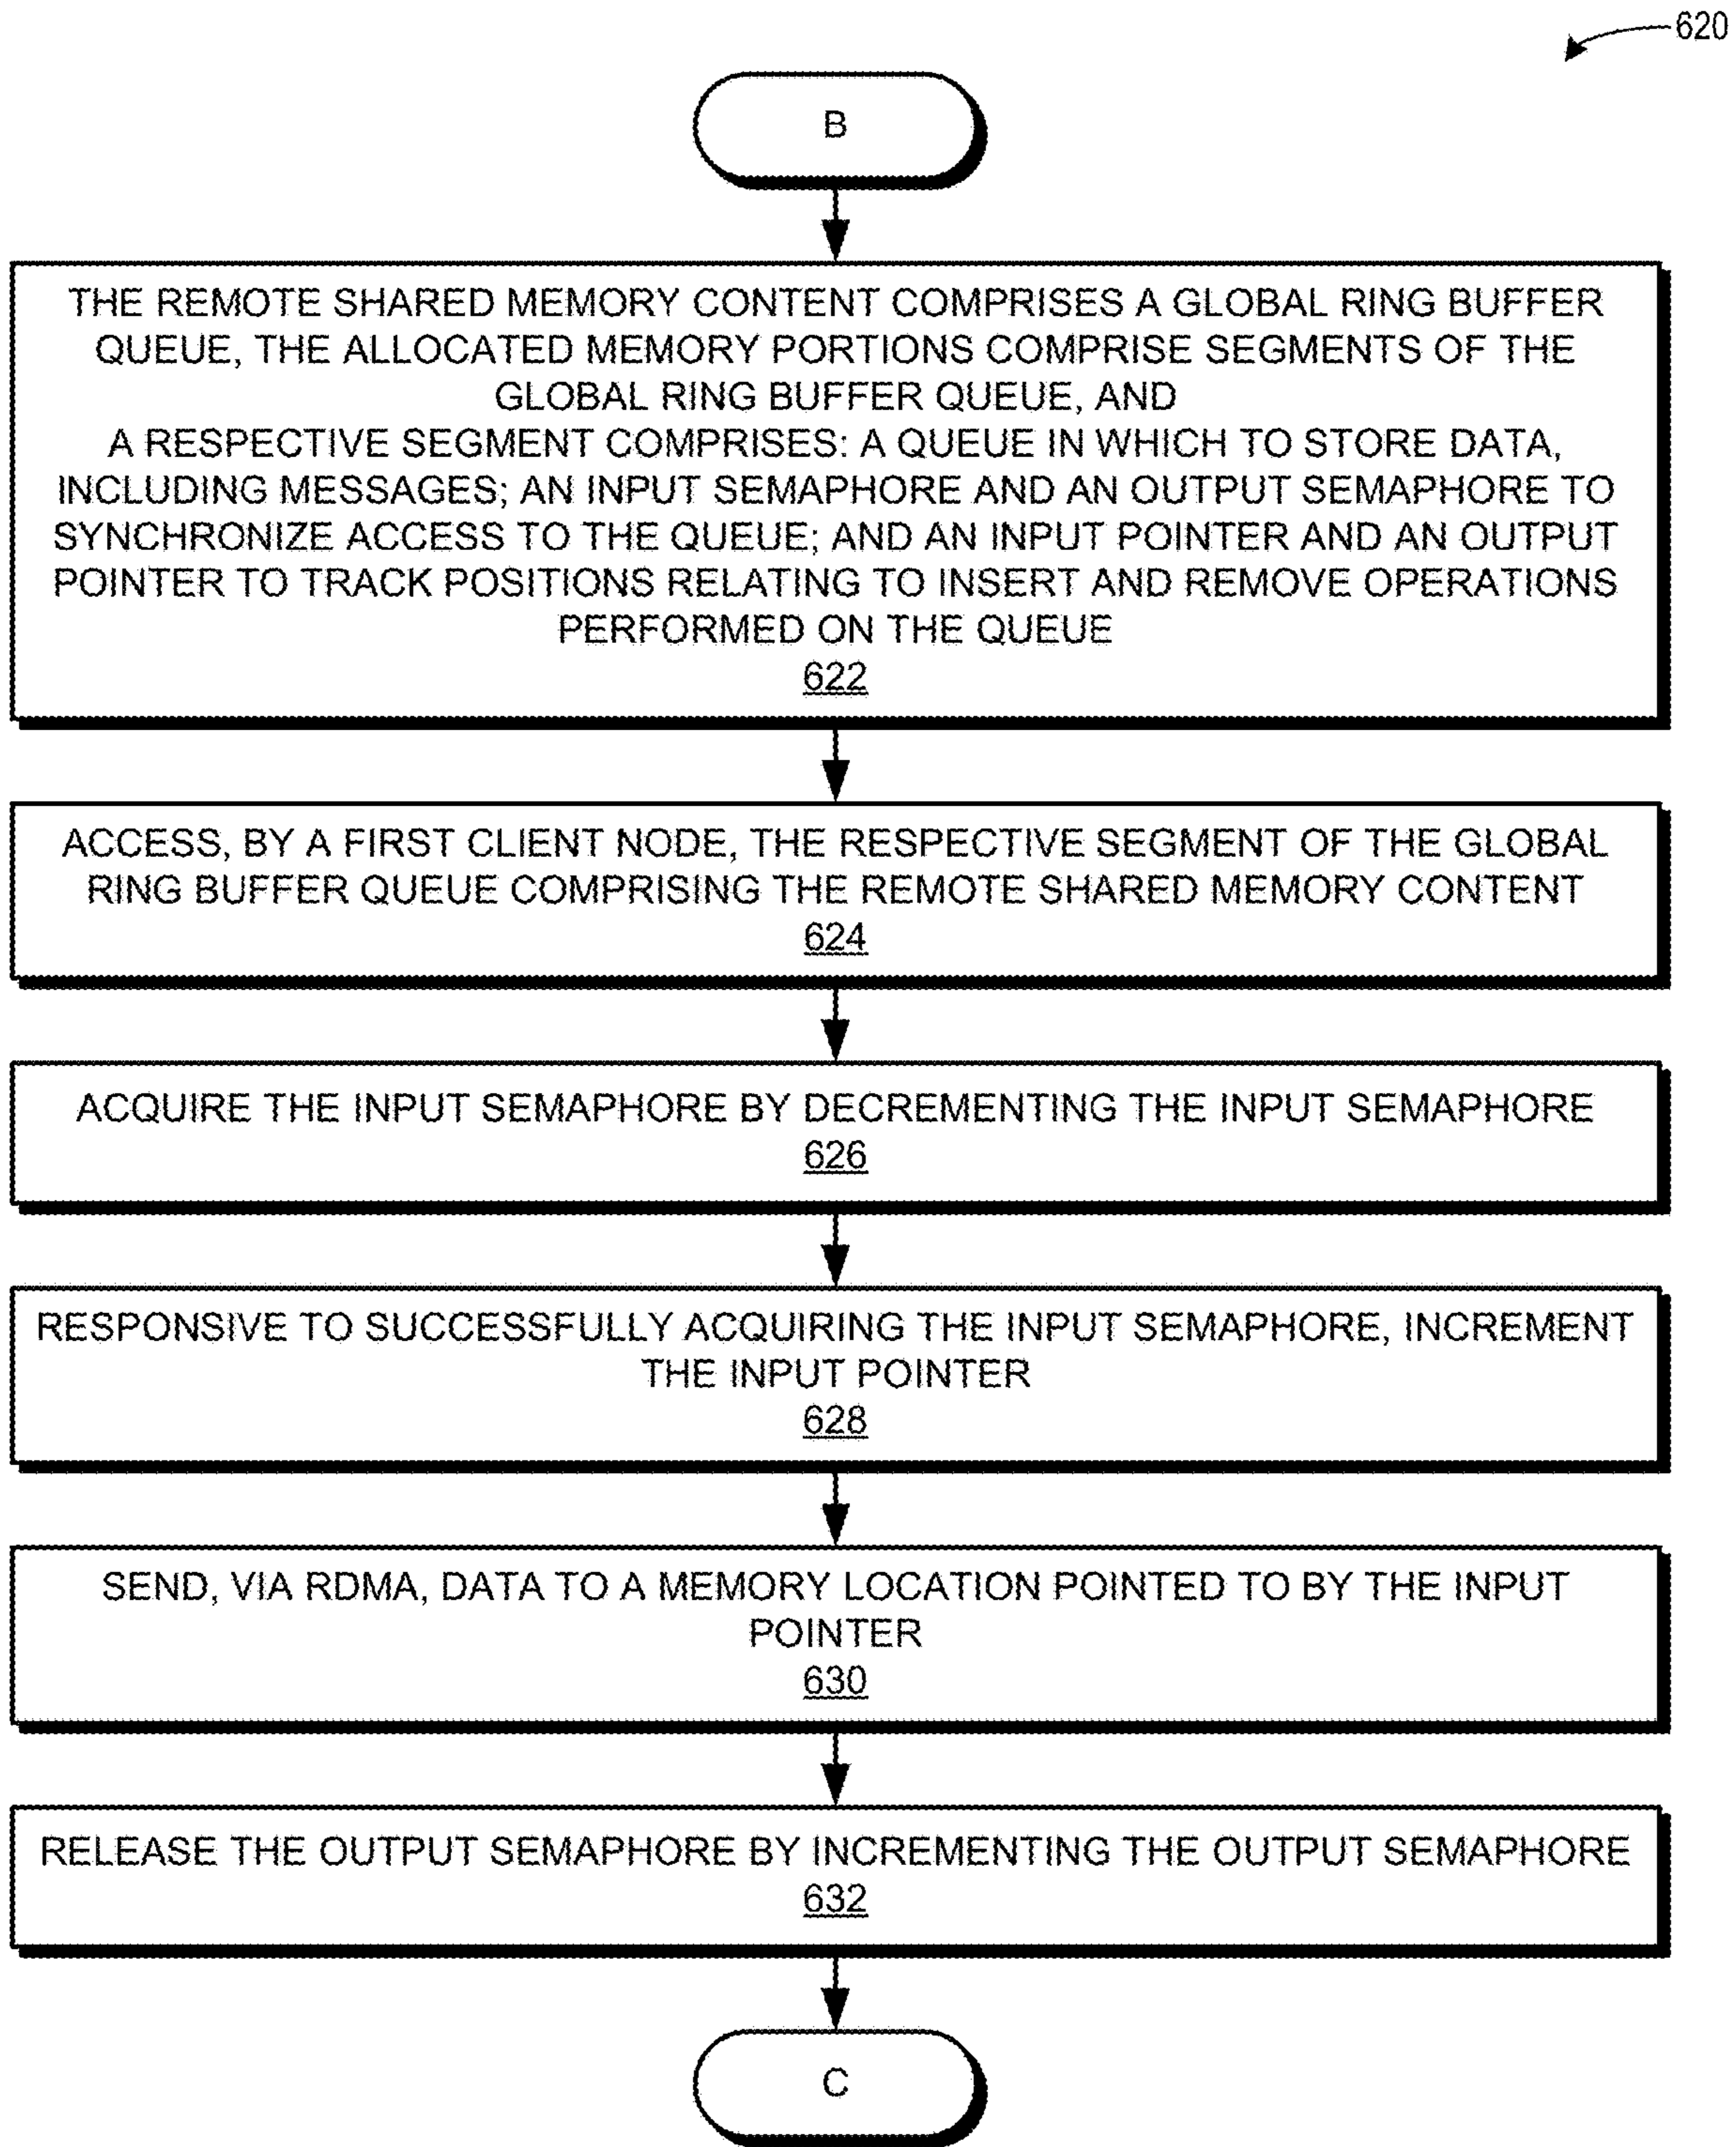 620
B
THE REMOTE SHARED MEMORY CONTENT COMPRISES A GLOBAL RING BUFFER
QUEUE, THE ALLOCATED MEMORY PORTIONS COMPRISE SEGMENTS OF THE
GLOBAL RING BUFFER QUEUE, AND
A RESPECTIVE SEGMENT COMPRISES: A QUEUE IN WHICH TO STORE DATA,
INCLUDING MESSAGES; AN INPUT SEMAPHORE AND AN OUTPUT SEMAPHORE TO
SYNCHRONIZE ACCESS TO THE QUEUE; AND AN INPUT POINTER AND AN OUTPUT
POINTER TO TRACK POSITIONS RELATING TO INSERT AND REMOVE OPERATIONS
PERFORMED ON THE QUEUE
622
ACCESS, BY A FIRST CLIENT NODE, THE RESPECTIVE SEGMENT OF THE GLOBAL
RING BUFFER QUEUE COMPRISING THE REMOTE SHARED MEMORY CONTENT
624
ACQUIRE THE INPUT SEMAPHORE BY DECREMENTING THE INPUT SEMAPHORE
626
RESPONSIVE TO SUCCESSFULLY ACQUIRING THE INPUT SEMAPHORE, INCREMENT
THE INPUT POINTER
628
SEND, VIA RDMA, DATA TO A MEMORY LOCATION POINTED TO BY THE INPUT
POINTER
630
RELEASE THE OUTPUT SEMAPHORE BY INCREMENTING THE OUTPUT SEMAPHORE
632
C